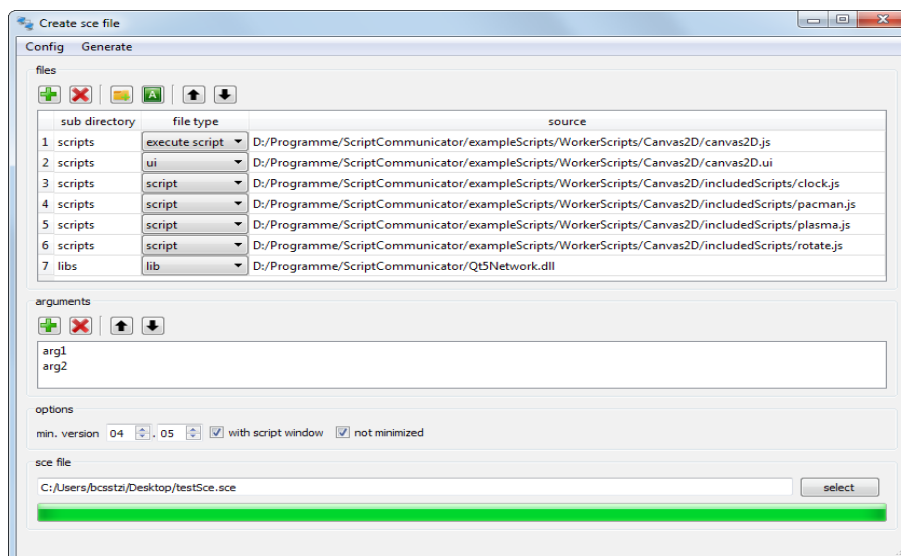 Create sce file
Config Generate
files
A
sub directory file type source
1 scripts execute script D:/Programme/ScriptCommunicator/exampleScripts/WorkerScripts/Canvas2D/canvas2D.js
2 scripts ui D:/Programme/ScriptCommunicator/exampleScripts/WorkerScripts/Canvas2D/canvas2D.ui
3 scripts script D:/Programme/ScriptCommunicator/exampleScripts/WorkerScripts/Canvas2D/includedScripts/clock.js
4 scripts script D:/Programme/ScriptCommunicator/exampleScripts/WorkerScripts/Canvas2D/includedScripts/pacman.js
5 scripts script D:/Programme/ScriptCommunicator/exampleScripts/WorkerScripts/Canvas2D/includedScripts/plasma.js
6 scripts script D:/Programme/ScriptCommunicator/exampleScripts/WorkerScripts/Canvas2D/includedScripts/rotate.js
7 libs lib D:/Programme/ScriptCommunicator/Qt5Network.dll
arguments
arg1
arg2
options
min. version 04 . 05 with script window not minimized
sce file
C:/Users/bcsstzi/Desktop/testSce.sce select